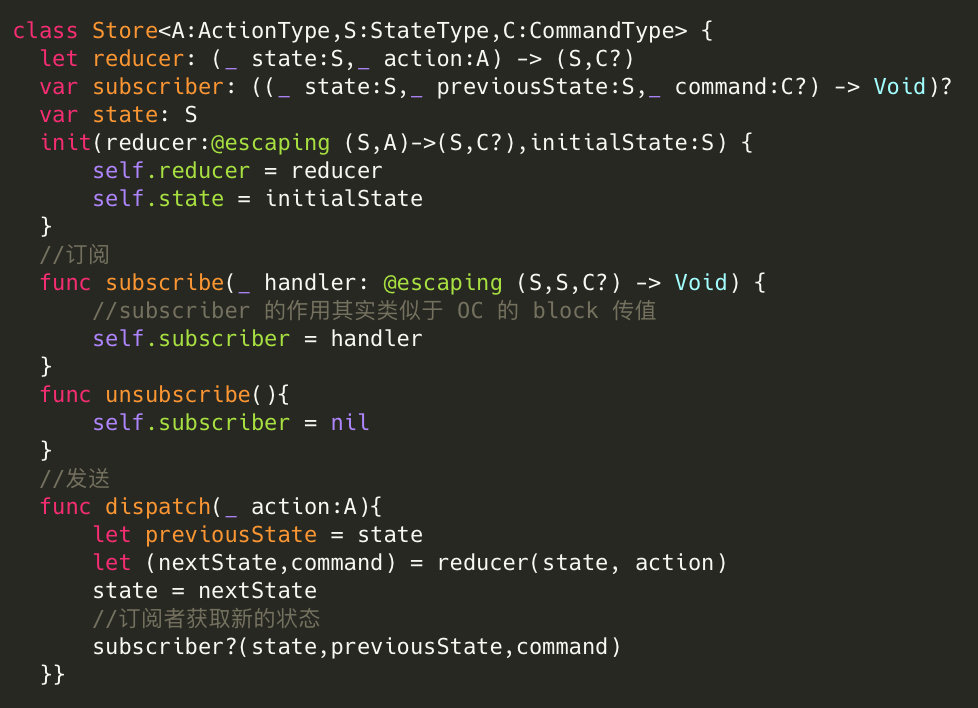 class Store<A:ActionType,S:StateType,C:CommandType> {
  let reducer: (_ state:S,_ action:A) -> (S,C?)
  var subscriber: ((_ state:S,_ previousState:S,_ command:C?) -> Void)?
  var state: S
  init(reducer:@escaping (S,A)->(S,C?),initialState:S) {
      self.reducer = reducer
      self.state = initialState
  }
  //订阅
  func subscribe(_ handler: @escaping (S,S,C?) -> Void) {
      //subscriber 的作用其实类似于 OC 的 block 传值
      self.subscriber = handler
  }
  func unsubscribe(){
      self.subscriber = nil
  }
  //发送
  func dispatch(_ action:A){
      let previousState = state
      let (nextState,command) = reducer(state, action)
      state = nextState
      //订阅者获取新的状态
      subscriber?(state,previousState,command)
  }}